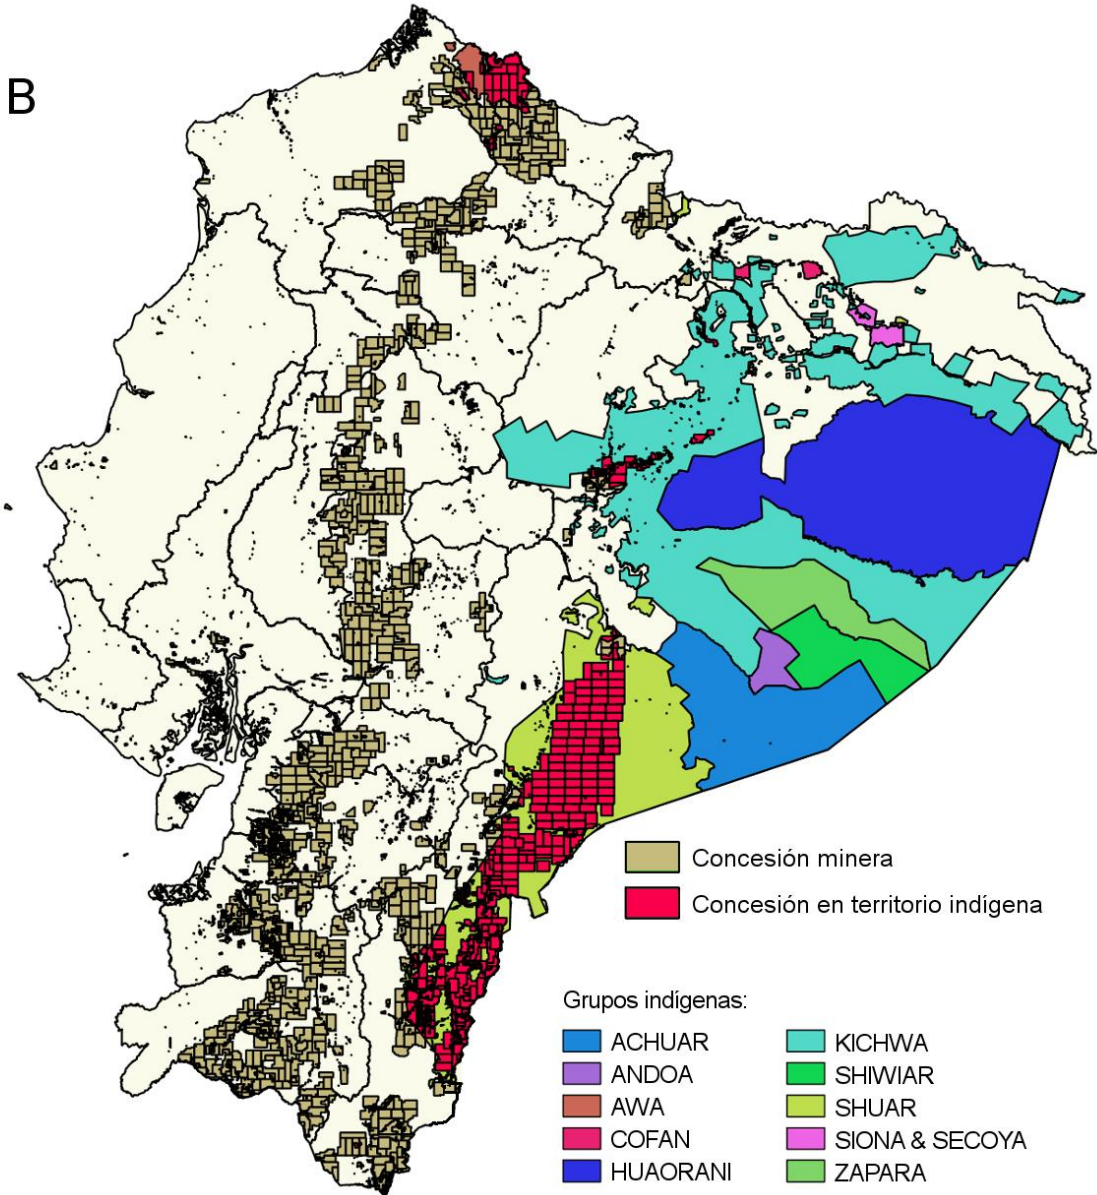 B
Concesión minera
Concesión en territorio indígena
Grupos indígenas:
ACHUAR
ANDOA
AWA
COFAN
HUAORANI
KICHWA
SHIWIAR
SHUAR
SIONA & SECOYA
ZAPARA